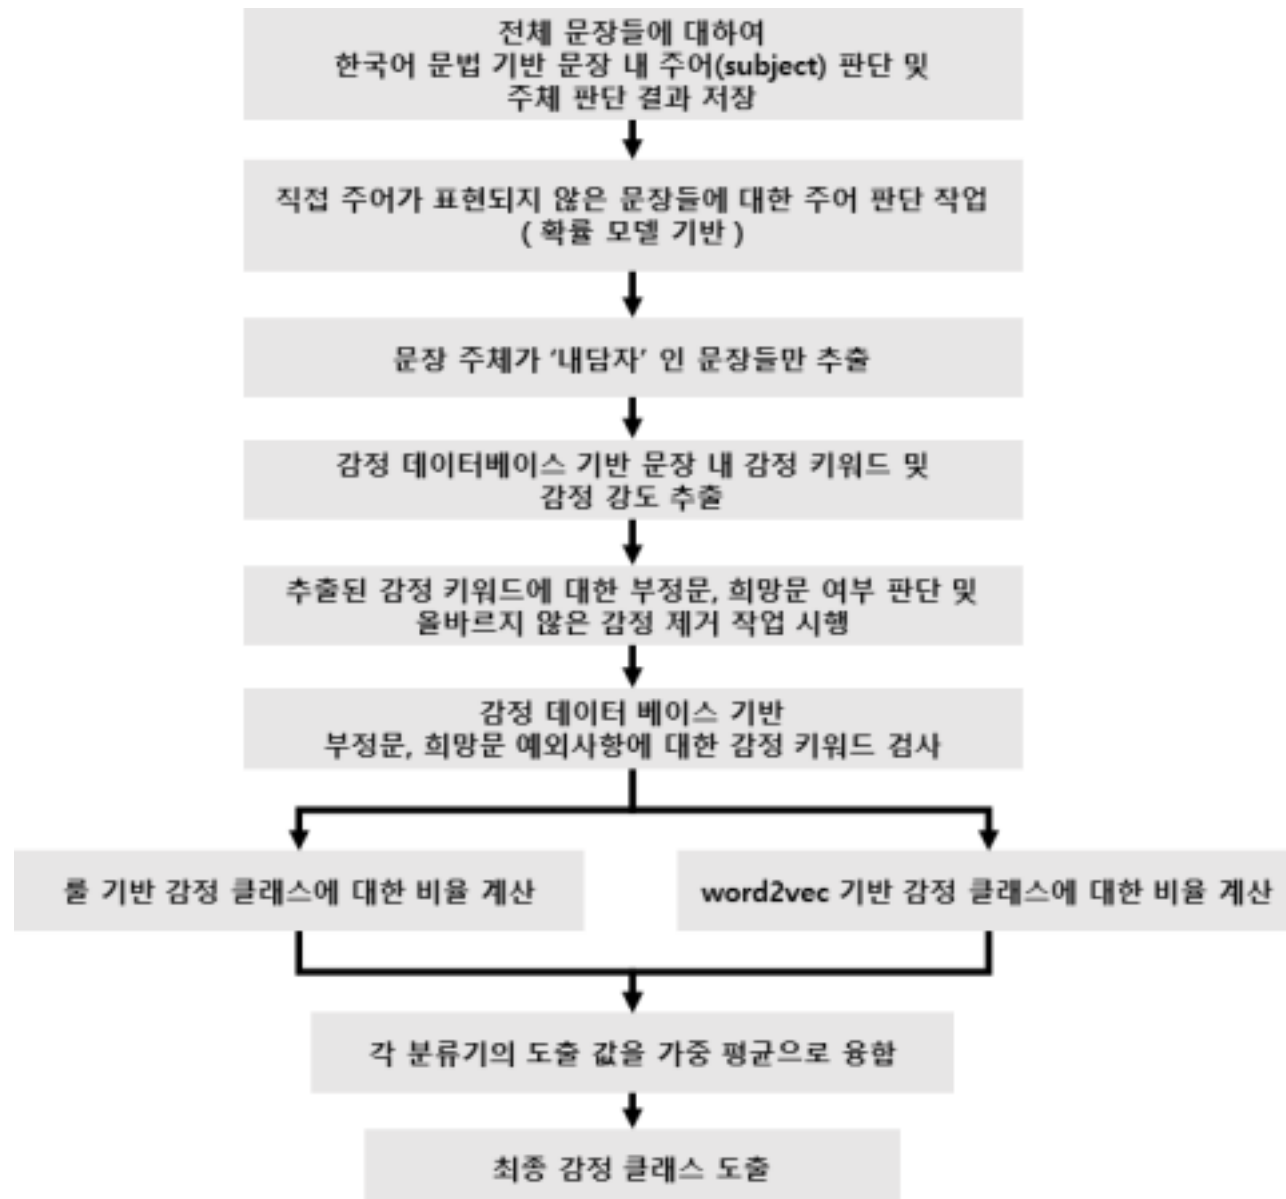 전체 문장들에 대하여
한국어 문법 기반 문장 내 주어(subject) 판단 및
주체 판단 결과 저장
직접 주어가 표현되지 않은 문장들에 대한 주어 판단 작업
( 확률 모델 기반 )
문장 주체가 ‘내담자’ 인 문장들만 추출
감정 데이터베이스 기반 문장 내 감정 키워드 및
감정 강도 추출
추출된 감정 키워드에 대한 부정문, 희망문 여부 판단 및
올바르지 않은 감정 제거 작업 시행
감정 데이터 베이스 기반
부정문, 희망문 예외사항에 대한 감정 키워드 검사
룰 기반 감정 클래스에 대한 비율 계산
word2vec 기반 감정 클래스에 대한 비율 계산
각 분류기의 도출 값을 가중 평균으로 융합
최종 감정 클래스 도출